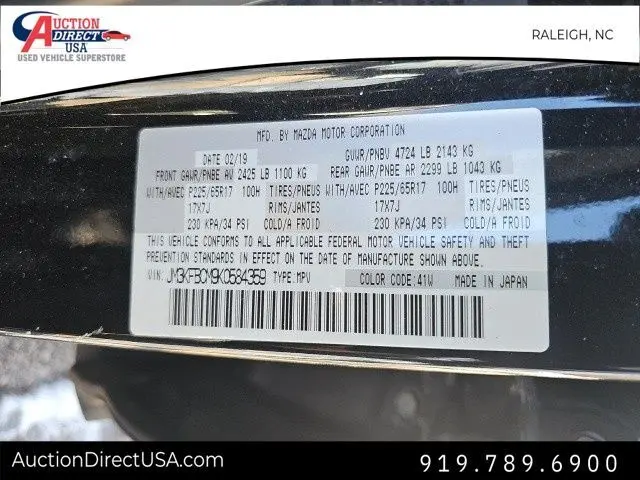 AUCTION
DIRECT
USA
USED VEHICLE SUPERSTORE
RALEIGH, NC
MFD. BY MAZDA MOTOR CORPORATION
DATE 02/19 GVWR/PNBV 4724 LB 2143 KG
FRONT GAWR/PNBE AV 2425 LB 1100 KG REAR GAWR/PNBE AR 2299 LB 1043 KG
WITH/AVEC P225/65R17 100H TIRES/PNEUS WITH/AVEC P225/65R17 100H TIRES/PNEUS
17X7J RIMS/JANTES 17X7J RIMS/JANTES
230 KPA/34 PSI COLD/A FROID 230 KPA/34 PSI COLD/A FROID
THIS VEHICLE CONFORMS TO ALL APPLICABLE FEDERAL MOTOR VEHICLE SAFETY AND
STANDARDS IN EFFECT ON THE DATE OF MANUFACTURE SHOWN ABOVE.
VIN: JM3KFBCM9K0584359 TYPE:MPV COLOR CODE:41W MADE IN JAPAN
AuctionDirectUSA.com 919.789.6900